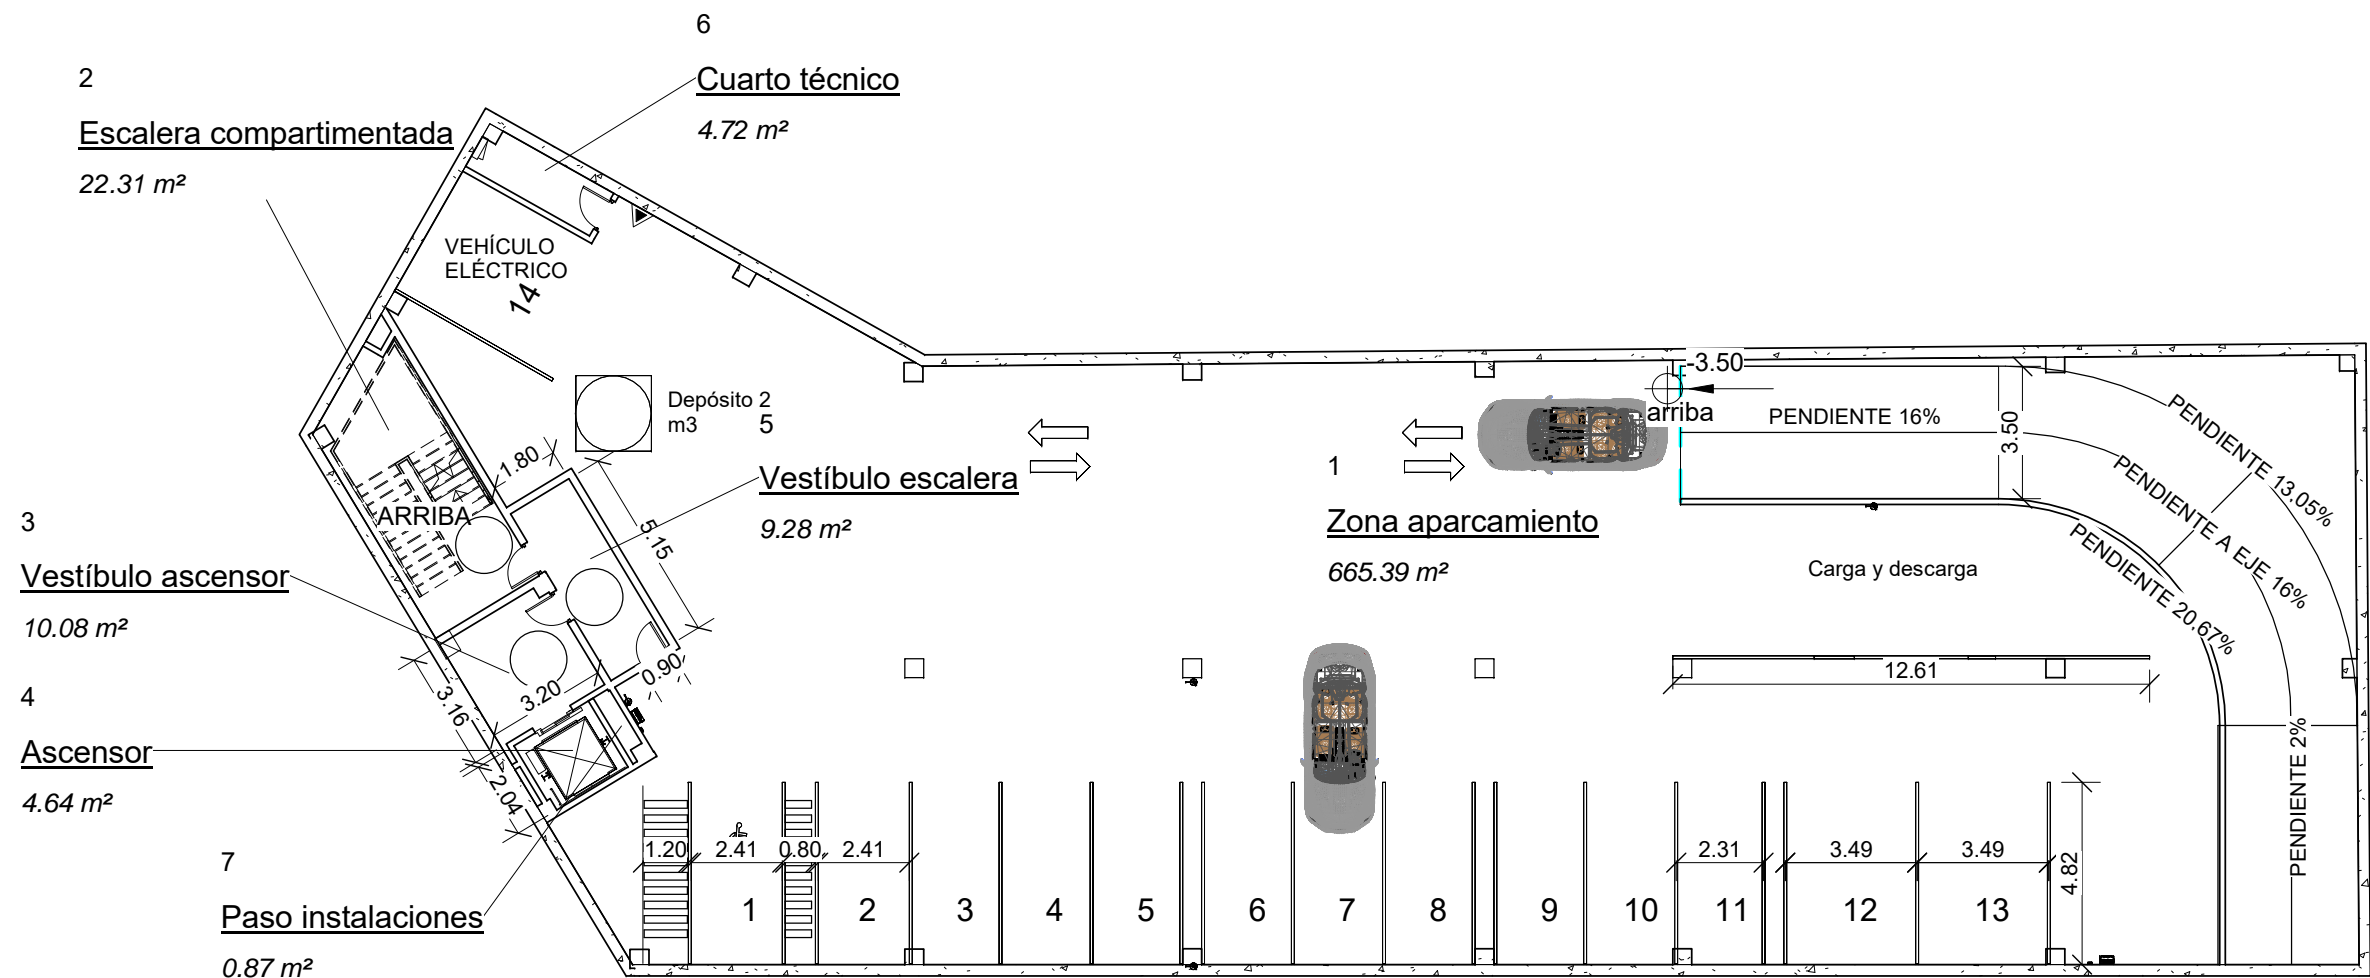 6
Cuarto técnico
4.72 m²
2
Escalera compartimentada
22.31 m²
VEHÍCULO
ELÉCTRICO
14
Depósito 2
m3
5
1.80
Vestíbulo escalera
9.28 m²
5.15
ARRIBA
3
Vestíbulo ascensor
10.08 m²
0.90
3.20
3.16
4
Ascensor
4.64 m²
2.04
7
Paso instalaciones
0.87 m²
1
Zona aparcamiento
665.39 m²
-3.50
arriba
PENDIENTE 16%
3.50
PENDIENTE 13.05%
PENDIENTE A EJE 16%
PENDIENTE 20.67%
Carga y descarga
12.61
PENDIENTE 2%
1.20 2.41 0.80 2.41 2.31 3.49 3.49
4.82
1 2 3 4 5 6 7 8 9 10 11 12 13